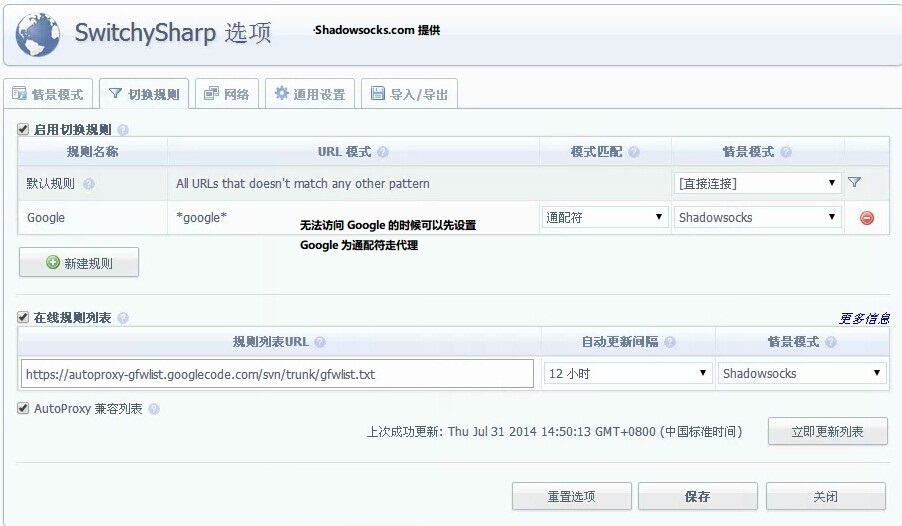 SwitchySharp 选项
·Shadowsocks.com 提供
情景模式 切换规则 网络 通用设置 导入/导出
启用切换规则
规则名称 URL 模式 模式匹配 情景模式
默认规则 All URLs that doesn't match any other pattern [直接连接]
Google *google* 通配符 Shadowsocks
无法访问 Google 的时候可以先设置
Google 为通配符走代理
新建规则
在线规则列表 更多信息
规则列表URL 自动更新间隔 情景模式
https://autoproxy-gfwlist.googlecode.com/svn/trunk/gfwlist.txt 12 小时 Shadowsocks
AutoProxy 兼容列表
上次成功更新: Thu Jul 31 2014 14:50:13 GMT+0800 (中国标准时间) 立即更新列表
重置选项 保存 关闭